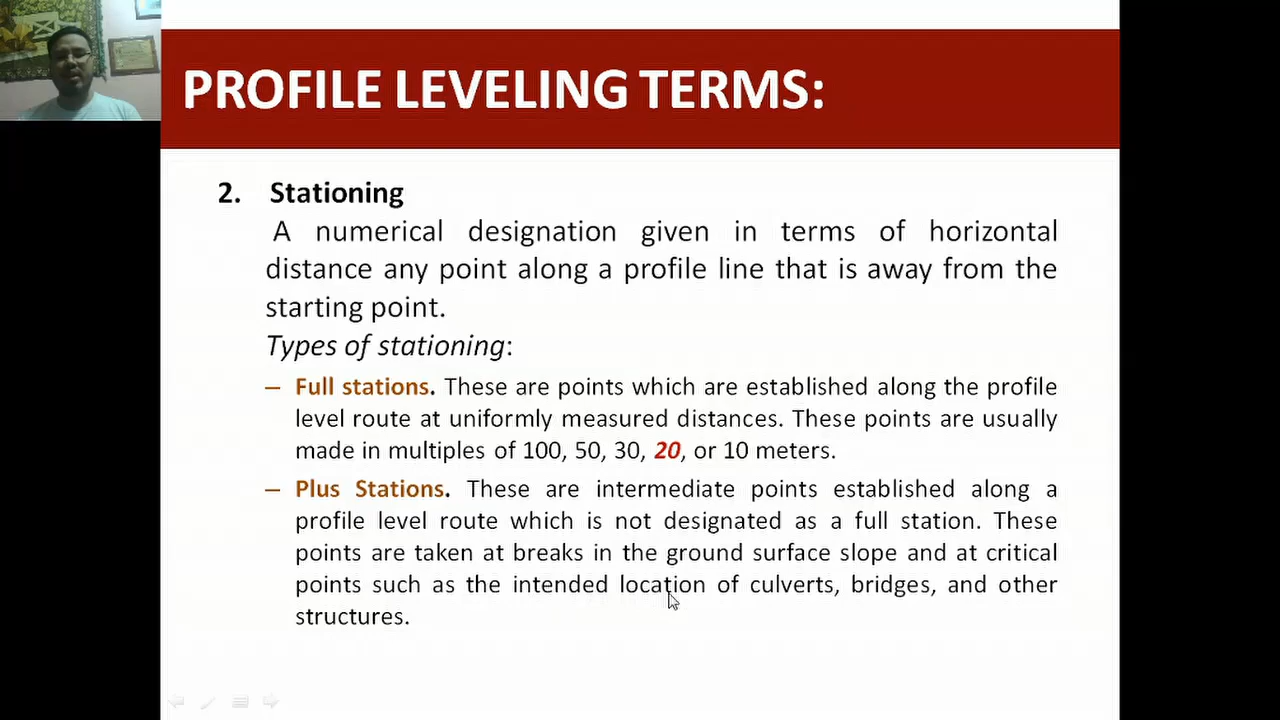 PROFILE LEVELING TERMS:
2. Stationing
A numerical designation given in terms of horizontal
distance any point along a profile line that is away from the
starting point.
Types of stationing:
– Full stations. These are points which are established along the profile
level route at uniformly measured distances. These points are usually
made in multiples of 100, 50, 30, 20, or 10 meters.
– Plus Stations. These are intermediate points established along a
profile level route which is not designated as a full station. These
points are taken at breaks in the ground surface slope and at critical
points such as the intended location of culverts, bridges, and other
structures.